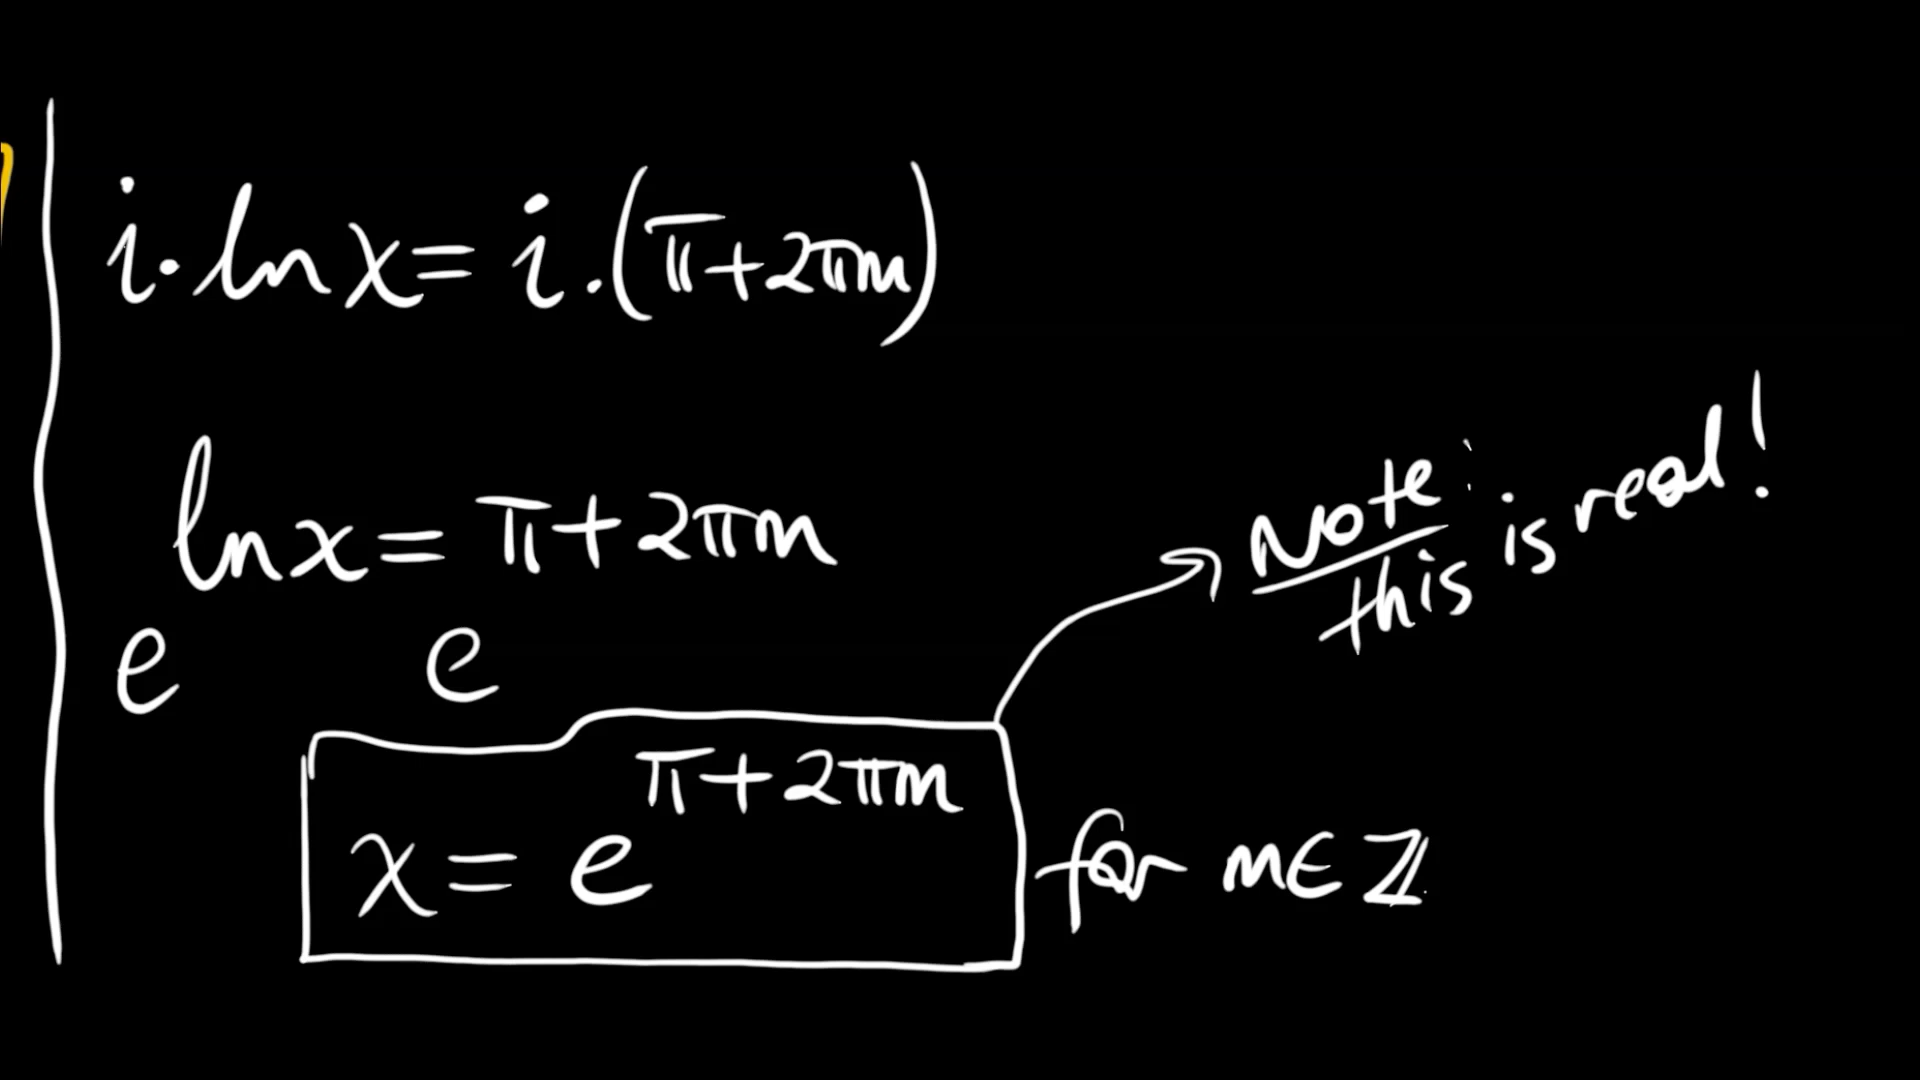 i·ln x = i·(π+2πm)
ln x = π+2πm
e e
Note:
this is real!
x = e^(π+2πm) for m∈ℤ